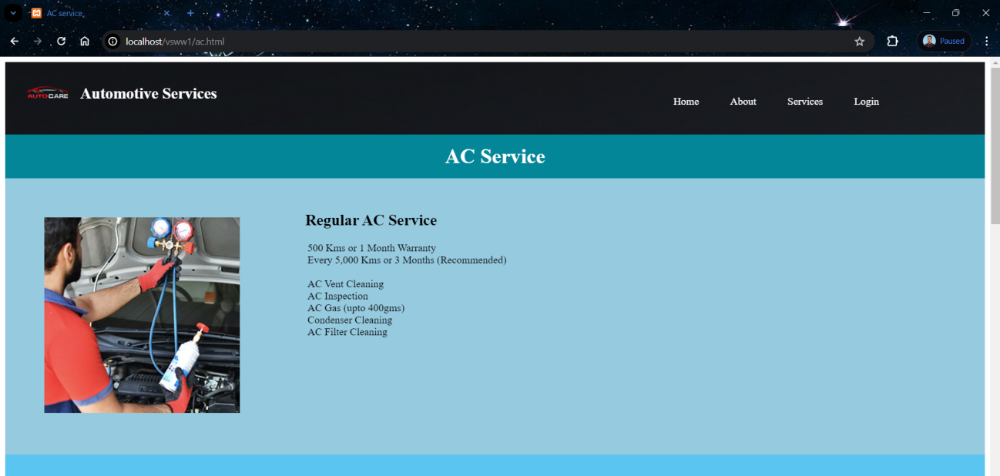 AC service
localhost/vsww1/ac.html
Paused
AUTOCARE
Automotive Services
Home
About
Services
Login
AC Service
Regular AC Service
500 Kms or 1 Month Warranty
Every 5,000 Kms or 3 Months (Recommended)
AC Vent Cleaning
AC Inspection
AC Gas (upto 400gms)
Condenser Cleaning
AC Filter Cleaning